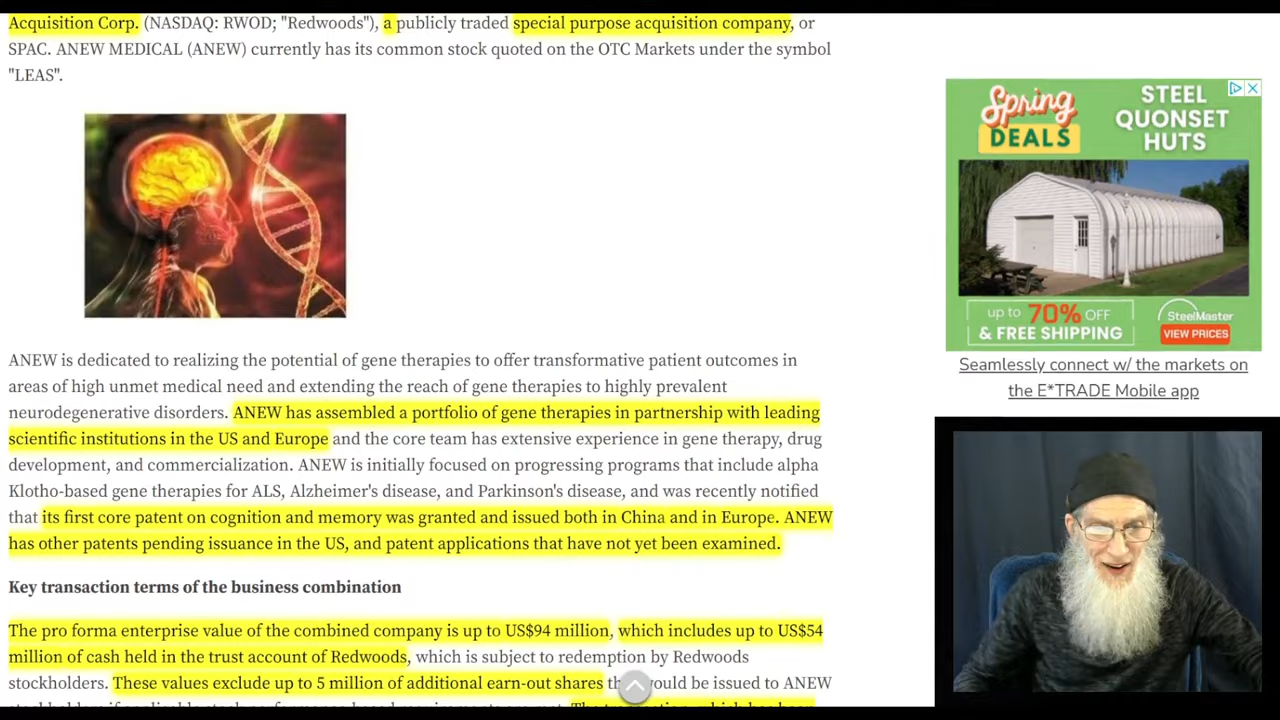 Acquisition Corp. (NASDAQ: RWOD; "Redwoods"), a publicly traded special purpose acquisition company, or
SPAC. ANEW MEDICAL (ANEW) currently has its common stock quoted on the OTC Markets under the symbol
"LEAS".
ANEW is dedicated to realizing the potential of gene therapies to offer transformative patient outcomes in
areas of high unmet medical need and extending the reach of gene therapies to highly prevalent
neurodegenerative disorders. ANEW has assembled a portfolio of gene therapies in partnership with leading
scientific institutions in the US and Europe and the core team has extensive experience in gene therapy, drug
development, and commercialization. ANEW is initially focused on progressing programs that include alpha
Klotho-based gene therapies for ALS, Alzheimer's disease, and Parkinson's disease, and was recently notified
that its first core patent on cognition and memory was granted and issued both in China and in Europe. ANEW
has other patents pending issuance in the US, and patent applications that have not yet been examined.
Key transaction terms of the business combination
The pro forma enterprise value of the combined company is up to US$94 million, which includes up to US$54
million of cash held in the trust account of Redwoods, which is subject to redemption by Redwoods
stockholders. These values exclude up to 5 million of additional earn-out shares would be issued to ANEW
Spring
DEALS
STEEL
QUONSET
HUTS
up to 70% OFF
& FREE SHIPPING
SteelMaster
VIEW PRICES
Seamlessly connect w/ the markets on
the E*TRADE Mobile app